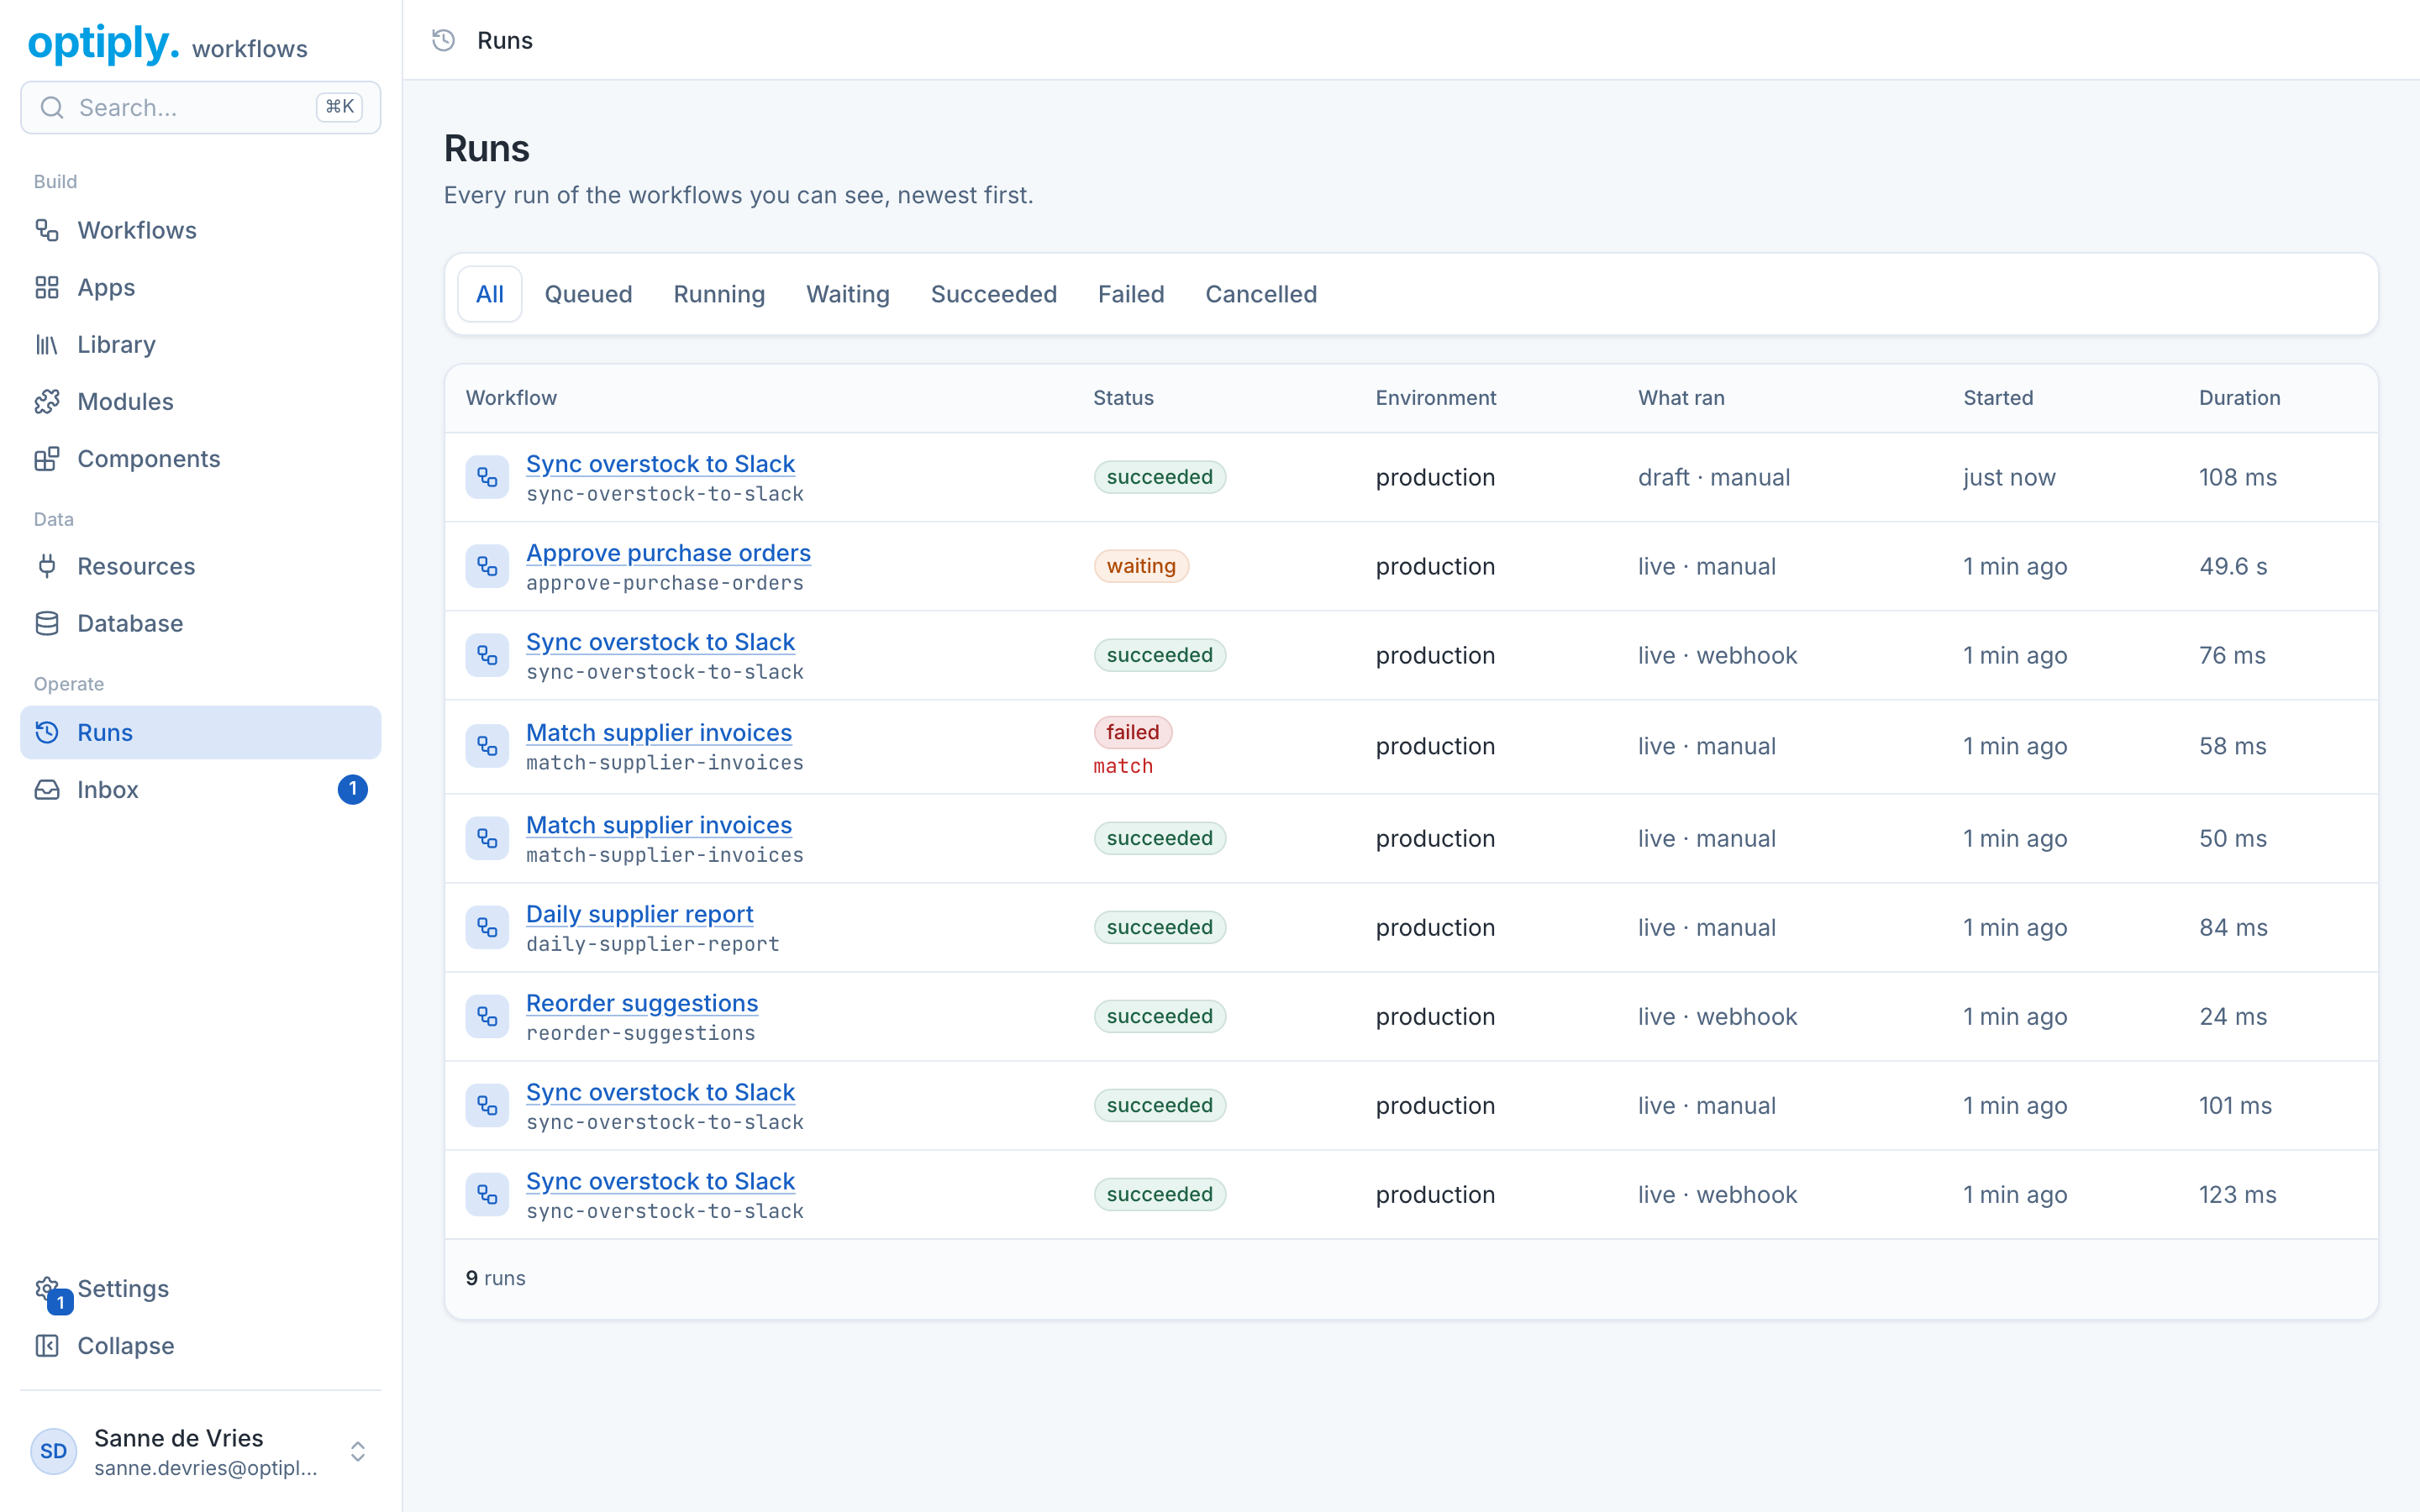 optiply. workflows
Search... ⌘K
Build
Workflows
Apps
Library
Modules
Components
Data
Resources
Database
Operate
Runs
Inbox 1
Settings
1
Collapse
SD Sanne de Vries
sanne.devries@optipl...
Runs
Runs
Every run of the workflows you can see, newest first.
All Queued Running Waiting Succeeded Failed Cancelled
Workflow Status Environment What ran Started Duration
Sync overstock to Slack succeeded production draft · manual just now 108 ms
sync-overstock-to-slack
Approve purchase orders waiting production live · manual 1 min ago 49.6 s
approve-purchase-orders
Sync overstock to Slack succeeded production live · webhook 1 min ago 76 ms
sync-overstock-to-slack
Match supplier invoices failed production live · manual 1 min ago 58 ms
match-supplier-invoices match
Match supplier invoices succeeded production live · manual 1 min ago 50 ms
match-supplier-invoices
Daily supplier report succeeded production live · manual 1 min ago 84 ms
daily-supplier-report
Reorder suggestions succeeded production live · webhook 1 min ago 24 ms
reorder-suggestions
Sync overstock to Slack succeeded production live · manual 1 min ago 101 ms
sync-overstock-to-slack
Sync overstock to Slack succeeded production live · webhook 1 min ago 123 ms
sync-overstock-to-slack
9 runs